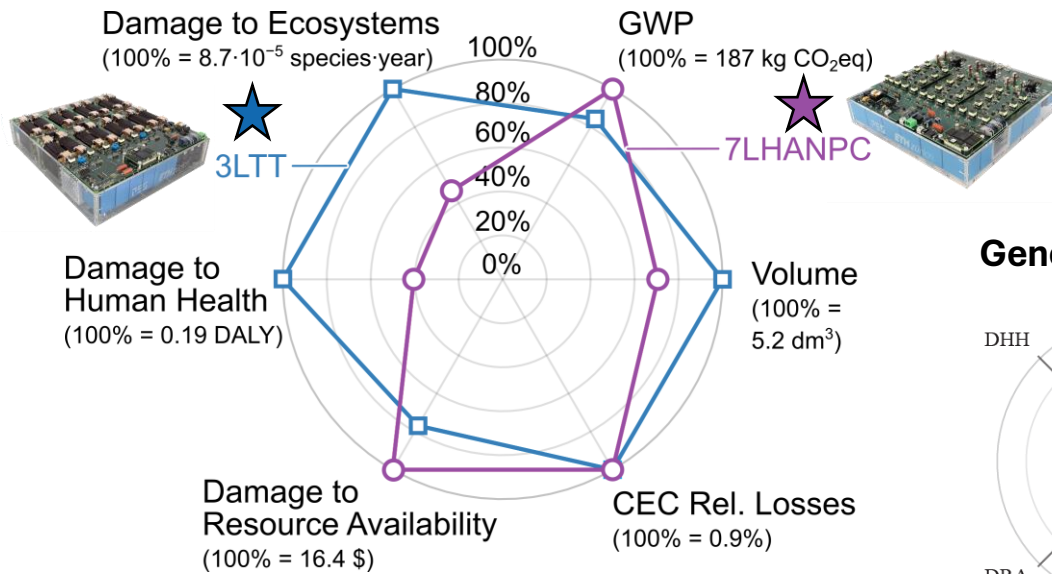 Damage to Ecosystems
(100% = 8.7·10⁻⁵ species·year)
GWP
(100% = 187 kg CO₂eq)
100%
80%
60%
40%
20%
0%
3LTT
7LHANPC
Damage to
Human Health
(100% = 0.19 DALY)
Volume
(100% =
5.2 dm³)
Damage to
Resource Availability
(100% = 16.4 $)
CEC Rel. Losses
(100% = 0.9%)
Gene
DHH